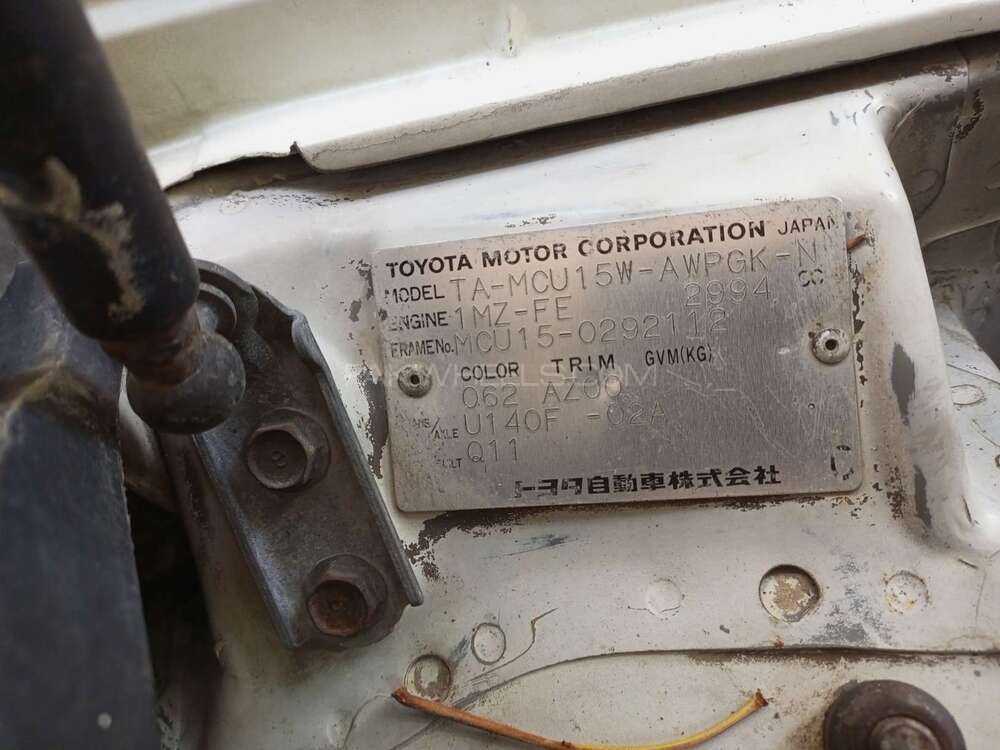 TOYOTA MOTOR CORPORATION JAPAN
MODEL TA-MCU15W-AWPGK-N
ENGINE 1MZ-FE 2994 CC
FRAME No. MCU15-0292112
COLOR TRIM GVM(KG)
062 AZ00
/AXLE U140F -02A
Q11
トヨタ自動車株式会社